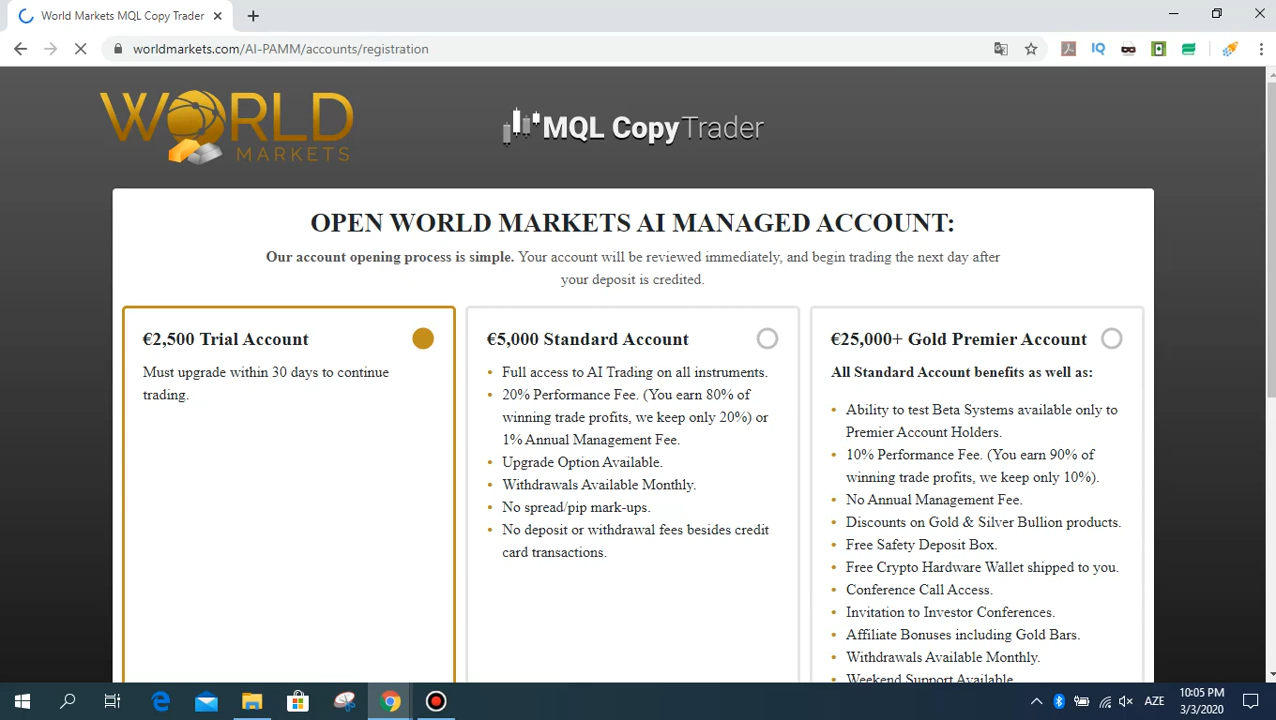 World Markets MQL Copy Trader
worldmarkets.com/AI-PAMM/accounts/registration
IQ
WORLD
MARKETS
MQL CopyTrader
OPEN WORLD MARKETS AI MANAGED ACCOUNT:
Our account opening process is simple. Your account will be reviewed immediately, and begin trading the next day after
your deposit is credited.
€2,500 Trial Account
Must upgrade within 30 days to continue
trading.
€5,000 Standard Account
• Full access to AI Trading on all instruments.
• 20% Performance Fee. (You earn 80% of
winning trade profits, we keep only 20%) or
1% Annual Management Fee.
• Upgrade Option Available.
• Withdrawals Available Monthly.
• No spread/pip mark-ups.
• No deposit or withdrawal fees besides credit
card transactions.
€25,000+ Gold Premier Account
All Standard Account benefits as well as:
• Ability to test Beta Systems available only to
Premier Account Holders.
• 10% Performance Fee. (You earn 90% of
winning trade profits, we keep only 10%).
• No Annual Management Fee.
• Discounts on Gold & Silver Bullion products.
• Free Safety Deposit Box.
• Free Crypto Hardware Wallet shipped to you.
• Conference Call Access.
• Invitation to Investor Conferences.
• Affiliate Bonuses including Gold Bars.
• Withdrawals Available Monthly.
• Weekend Support Available.
AZE
10:05 PM
3/3/2020